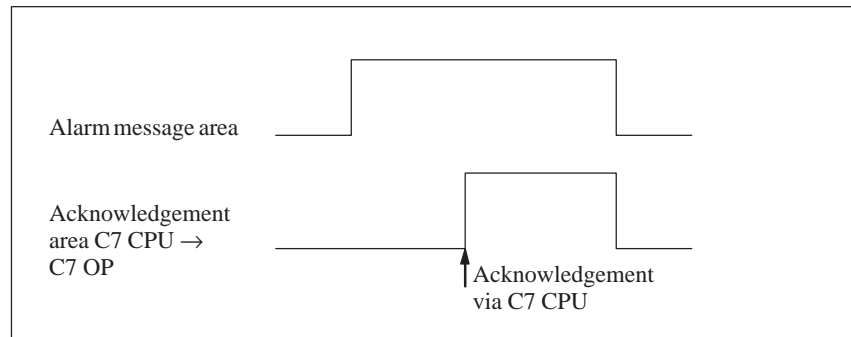 Alarm message area
Acknowledgement
area C7 CPU →
C7 OP
Acknowledgement
via C7 CPU